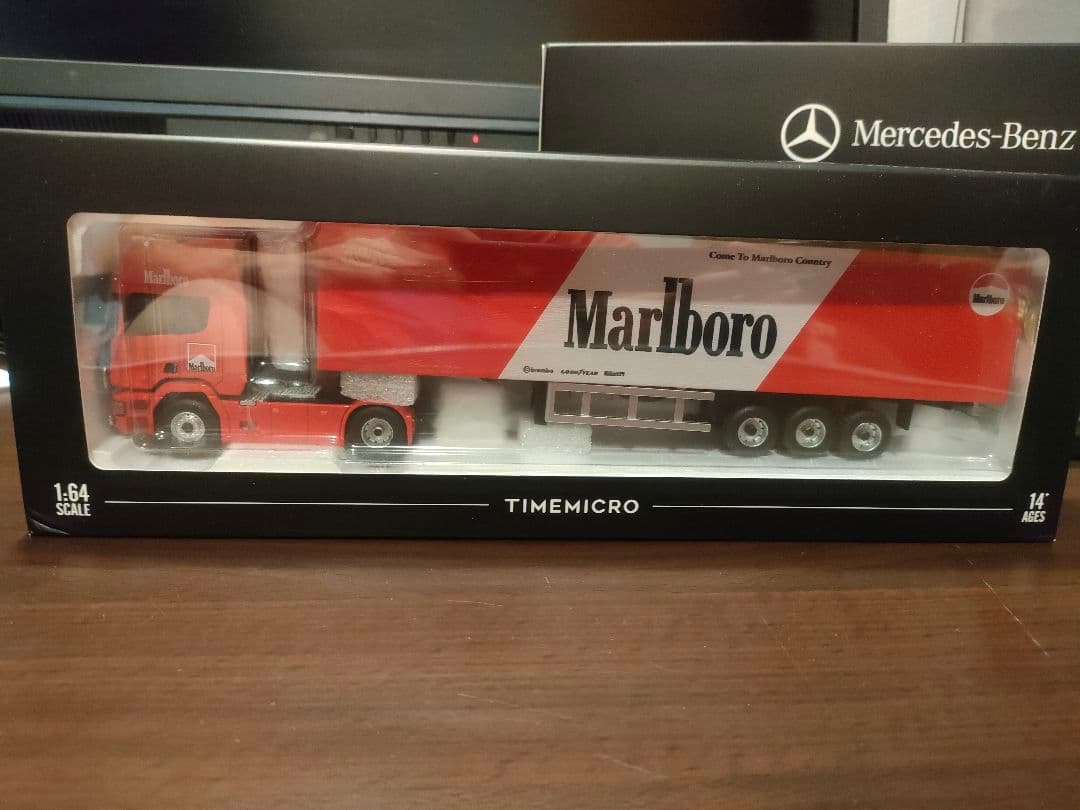 Mercedes-Benz
Marlboro
Come To Marlboro Country
Marlboro
Marlboro
Marlboro
brembo GOODYEAR
1:64
SCALE
TIMEMICRO
14+
AGES